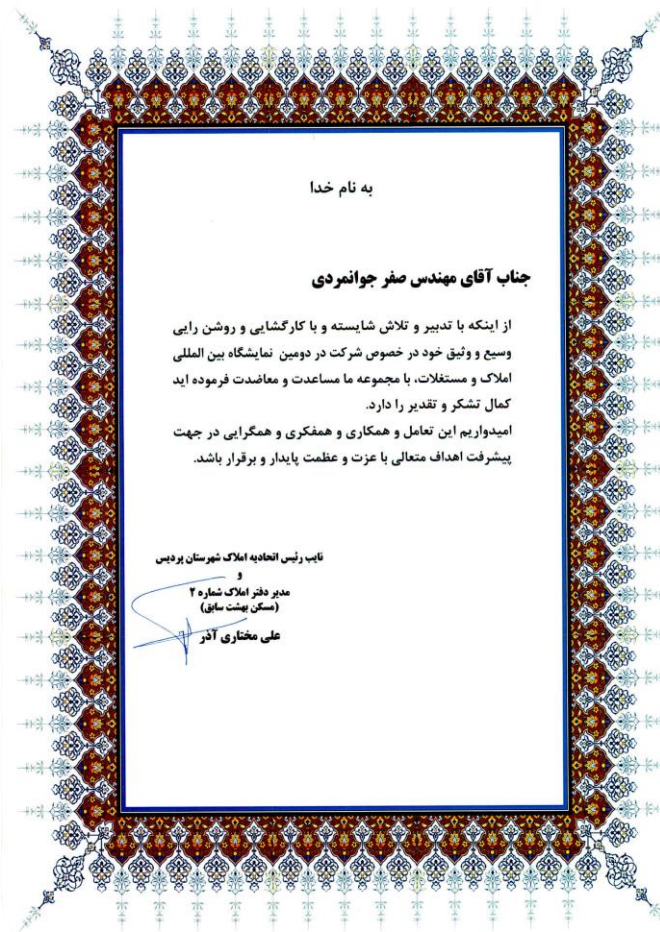 به نام خدا
جناب آقای مهندس صفر جوانمردی
از اینکه با تدبیر و تلاش شایسته و با کارگشایی و روشن رایی
وسیع و وثیق خود در خصوص شرکت در دومین نمایشگاه بین المللی
املاک و مستغلات، با مجموعه ما مساعدت و معاضدت فرموده اید
کمال تشکر و تقدیر را دارد.
امیدواریم این تعامل و همکاری و همفکری و همگرایی در جهت
پیشرفت اهداف متعالی با عزت و عظمت پایدار و برقرار باشد.
نایب رئیس اتحادیه املاک شهرستان پردیس
و
مدیر دفتر املاک شماره ۲
(مسکن بهشت سابق)
علی مختاری آذر